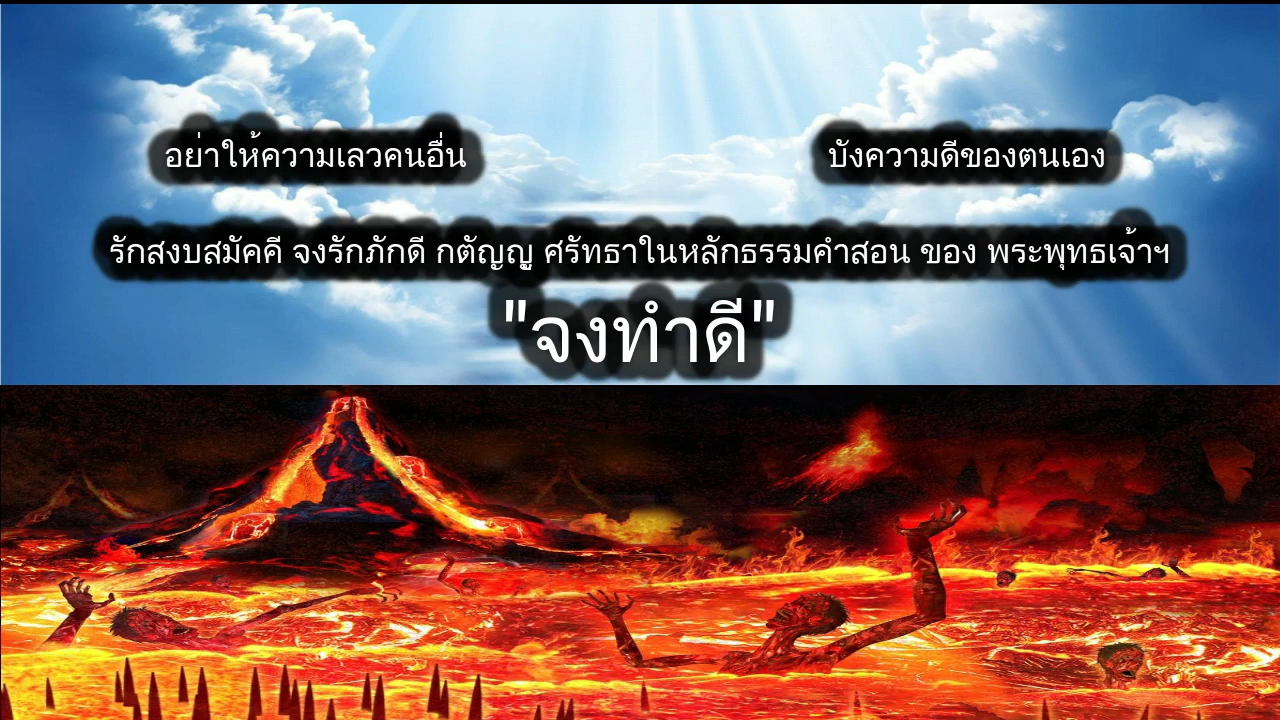 อย่าให้ความเลวคนอื่น บังความดีของตนเอง
รักสงบสมัคคี จงรักภักดี กตัญญู ศรัทธาในหลักธรรมคำสอน ของ พระพุทธเจ้าฯ
"จงทำดี"